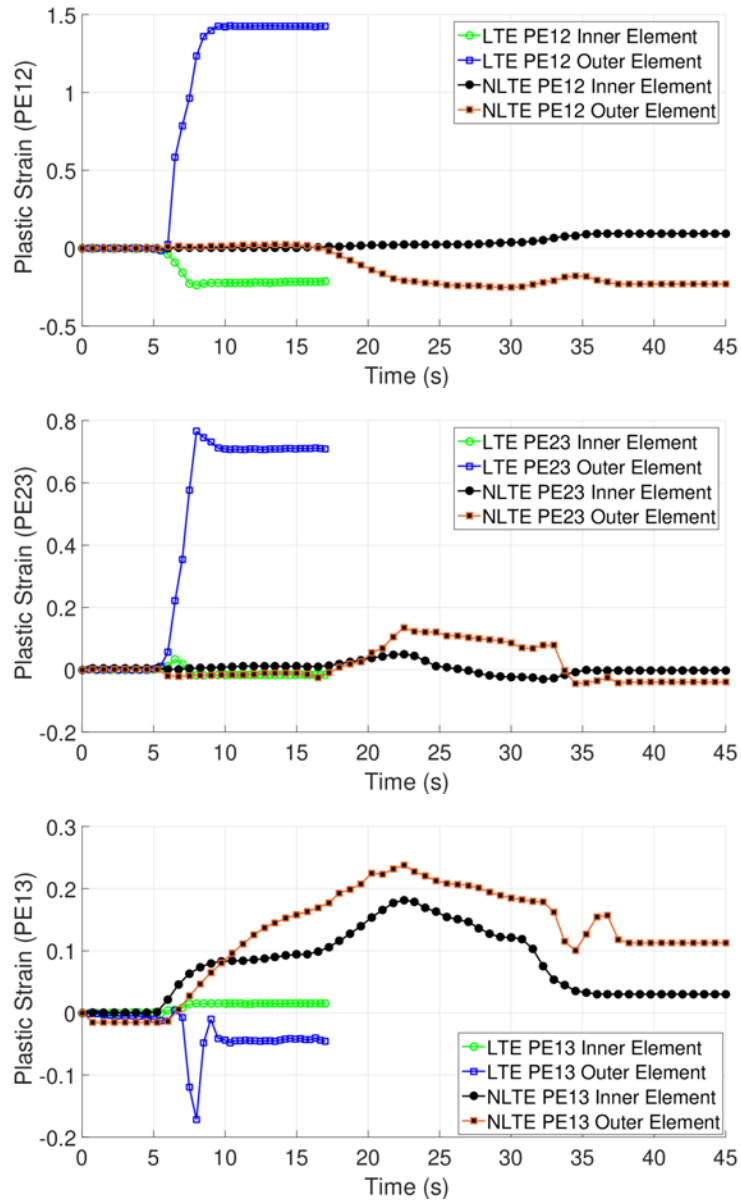 1.5
1
0.5
0
-0.5
Plastic Strain (PE12)
LTE PE12 Inner Element
LTE PE12 Outer Element
NLTE PE12 Inner Element
NLTE PE12 Outer Element
0 5 10 15 20 25 30 35 40 45
Time (s)
0.8
0.6
0.4
0.2
0
-0.2
Plastic Strain (PE23)
LTE PE23 Inner Element
LTE PE23 Outer Element
NLTE PE23 Inner Element
NLTE PE23 Outer Element
0 5 10 15 20 25 30 35 40 45
Time (s)
0.3
0.2
0.1
0
-0.1
-0.2
Plastic Strain (PE13)
LTE PE13 Inner Element
LTE PE13 Outer Element
NLTE PE13 Inner Element
NLTE PE13 Outer Element
0 5 10 15 20 25 30 35 40 45
Time (s)